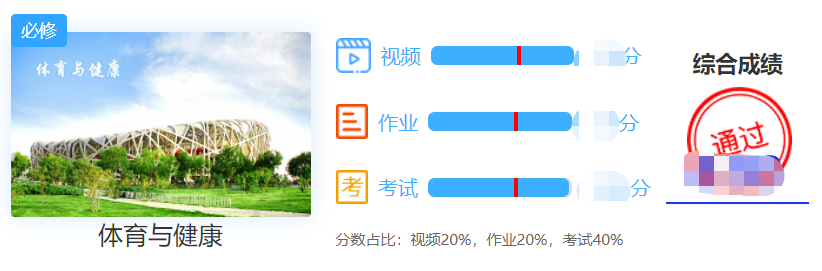 必修
体育与健康
体育与健康
视频
分
作业
分
考试
分
分数占比：视频20%，作业20%，考试40%
综合成绩
通过